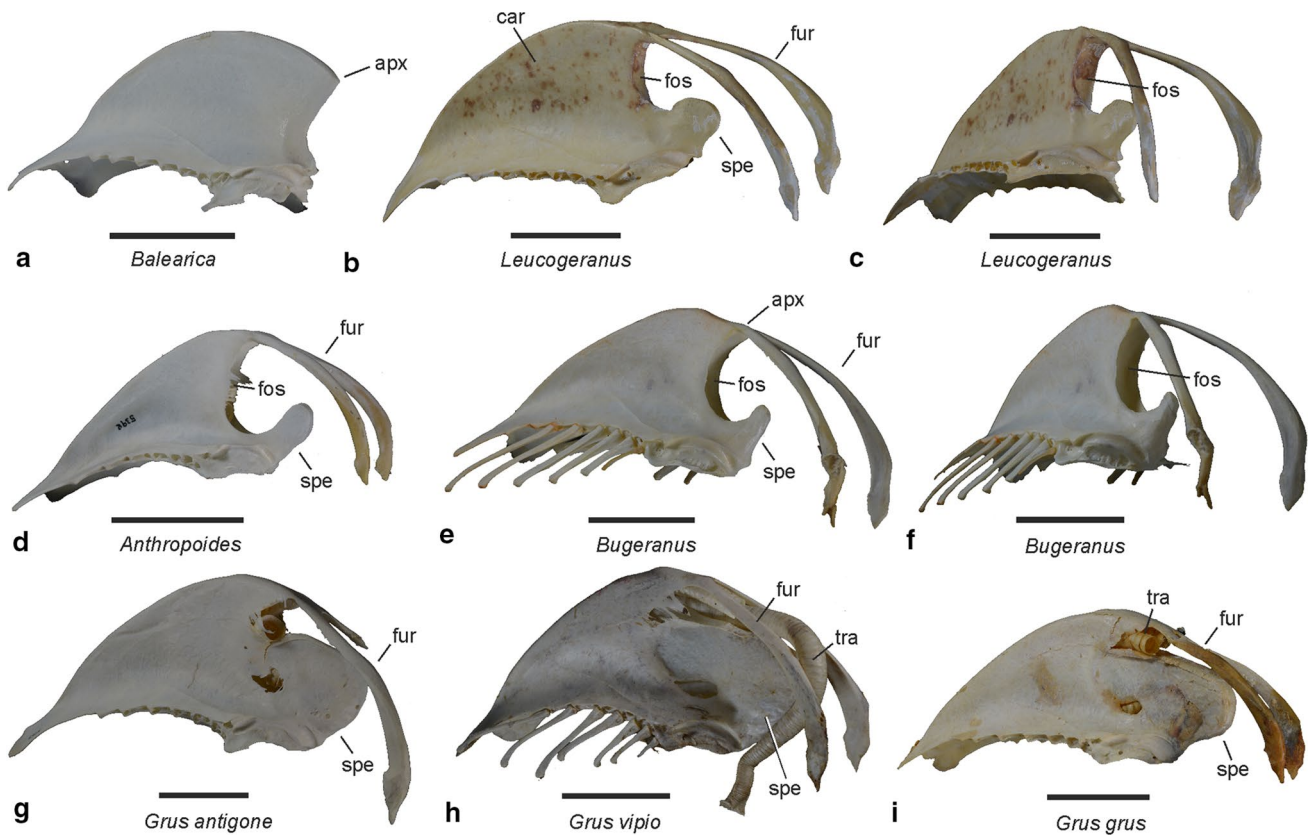 apx
a
Balearica
car
fur
fos
spe
b
Leucogeranus
fos
c
Leucogeranus
fur
fos
spe
d
Anthropoides
apx
fur
fos
spe
e
Bugeranus
fos
f
Bugeranus
fur
spe
g
Grus antigone
fur
tra
spe
h
Grus vipio
tra
fur
spe
i
Grus grus